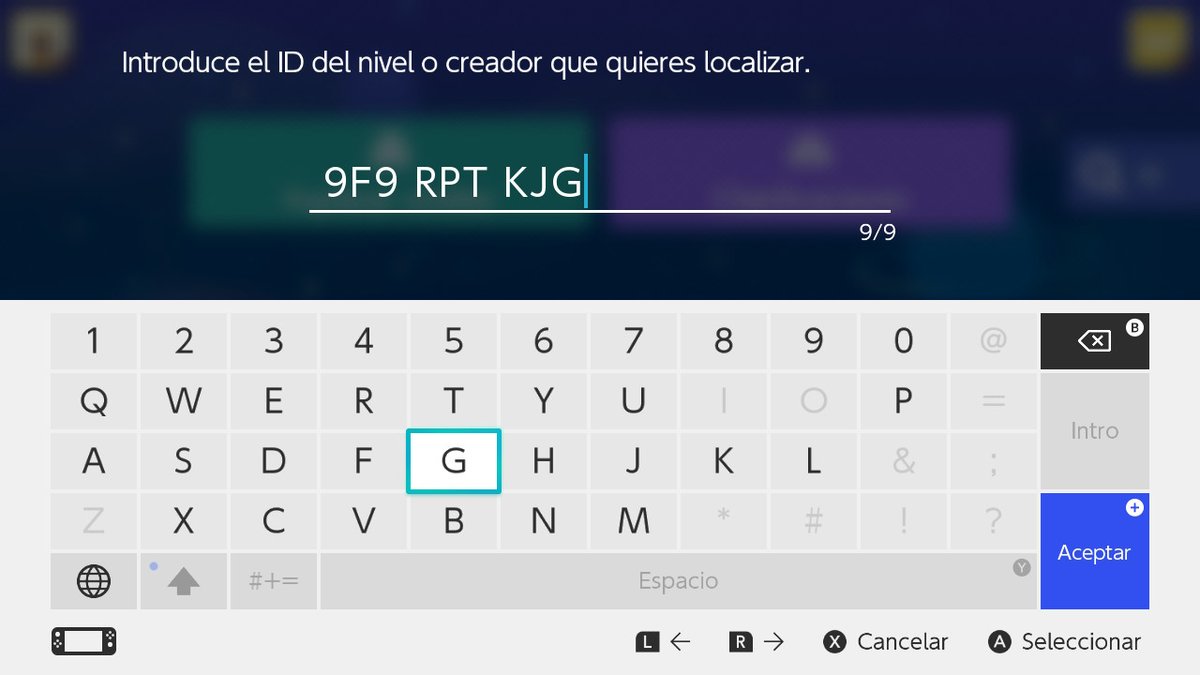 Introduce el ID del nivel o creador que quieres localizar.
9F9 RPT KJG
9/9
1 2 3 4 5 6 7 8 9 0 @
B
Q W E R T Y U I O P =
Intro
A S D F G H J K L & ;
Z X C V B N M * # ! ?
+
Aceptar
#+= Espacio Y
L ← R → X Cancelar A Seleccionar